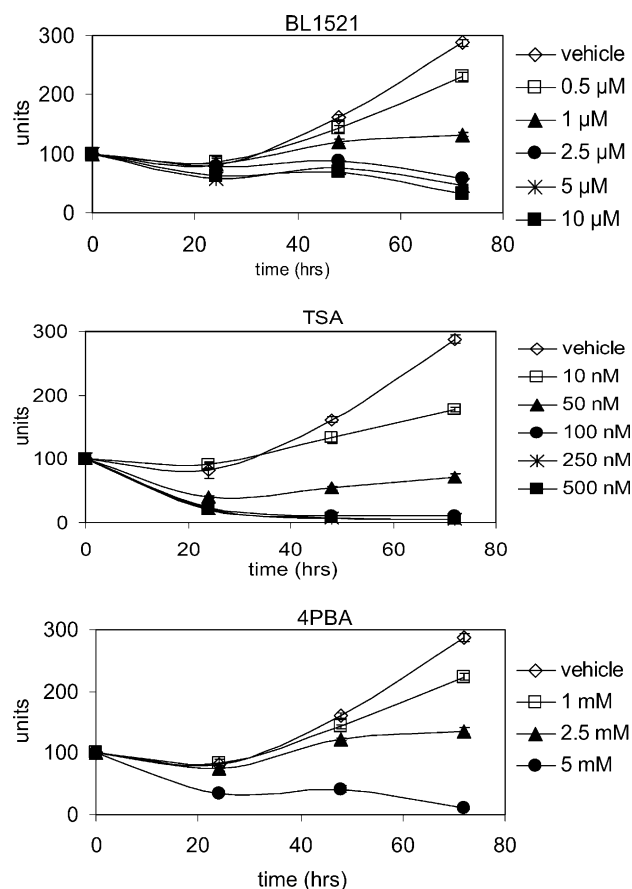 BL1521
300
200
100
0
units
0 20 40 60 80
time (hrs)
vehicle
0.5 µM
1 µM
2.5 µM
5 µM
10 µM
TSA
300
200
100
0
units
0 20 40 60 80
time (hrs)
vehicle
10 nM
50 nM
100 nM
250 nM
500 nM
4PBA
300
200
100
0
units
0 20 40 60 80
time (hrs)
vehicle
1 mM
2.5 mM
5 mM